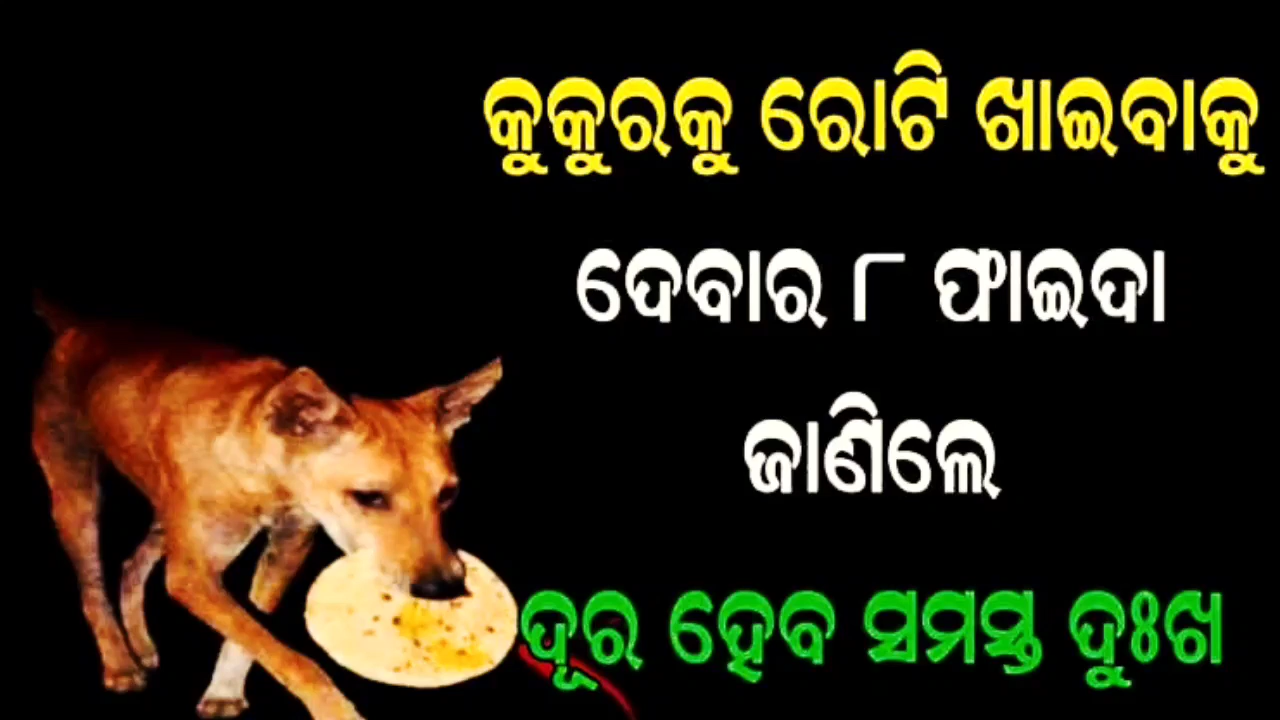 କୁକୁରକୁ ରୋଟି ଖାଇବାକୁ
ଦେବାର ୮ ଫାଇଦା
ଜାଣିଲେ
ଦୂର ହେବ ସମସ୍ତ ଦୁଃଖ